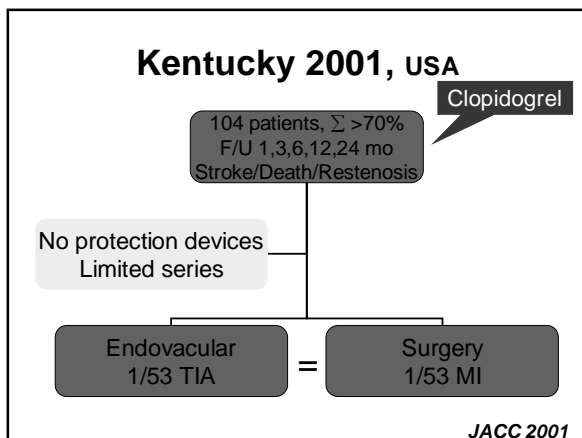 Kentucky 2001, USA
Clopidogrel
104 patients, Σ >70%
F/U 1,3,6,12,24 mo
Stroke/Death/Restenosis
No protection devices
Limited series
Endovacular
1/53 TIA
=
Surgery
1/53 MI
JACC 2001